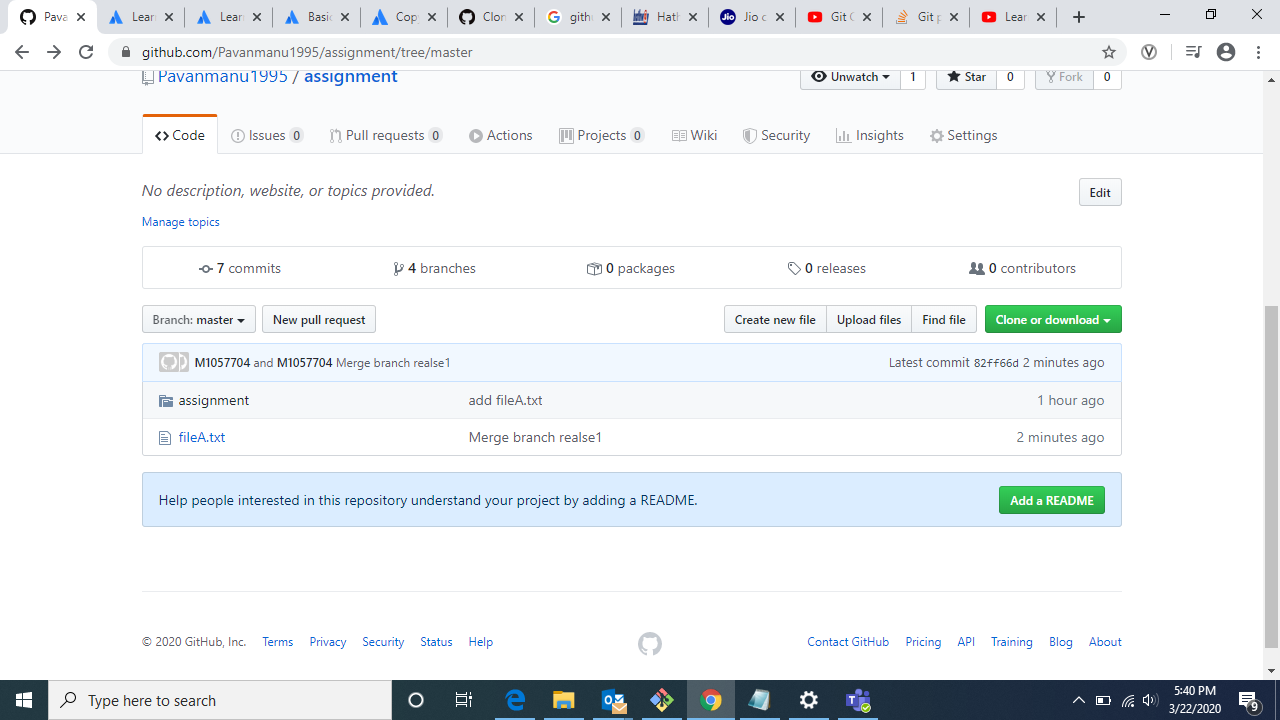 Pava
Learn
Learn
Basic
Cop
Clon
githu
Hath
Jio c
Git C
Git p
Learn
github.com/Pavanmanu1995/assignment/tree/master
Pavanmanu1995 / assignment
Unwatch 1
Star 0
Fork 0
Code
Issues 0
Pull requests 0
Actions
Projects 0
Wiki
Security
Insights
Settings
No description, website, or topics provided.
Edit
Manage topics
7 commits
4 branches
0 packages
0 releases
0 contributors
Branch: master
New pull request
Create new file
Upload files
Find file
Clone or download
M1057704 and M1057704 Merge branch realse1
Latest commit 82ff66d 2 minutes ago
assignment add fileA.txt 1 hour ago
fileA.txt Merge branch realse1 2 minutes ago
Help people interested in this repository understand your project by adding a README.
Add a README
© 2020 GitHub, Inc. Terms Privacy Security Status Help
Contact GitHub Pricing API Training Blog About
Type here to search
5:40 PM
3/22/2020
9